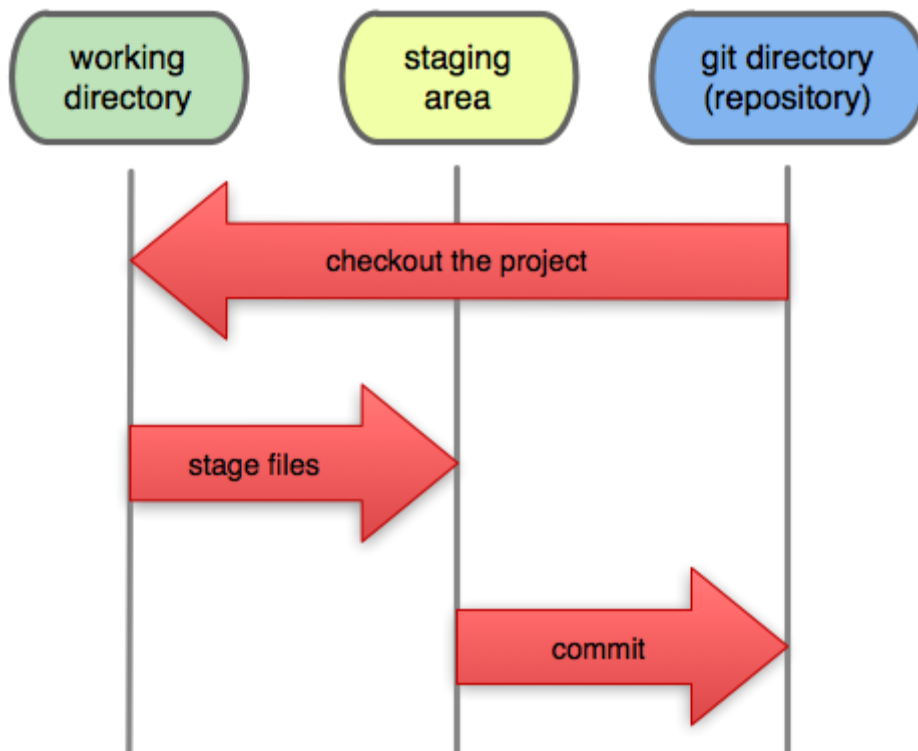 working
directory
staging
area
git directory
(repository)
checkout the project
stage files
commit